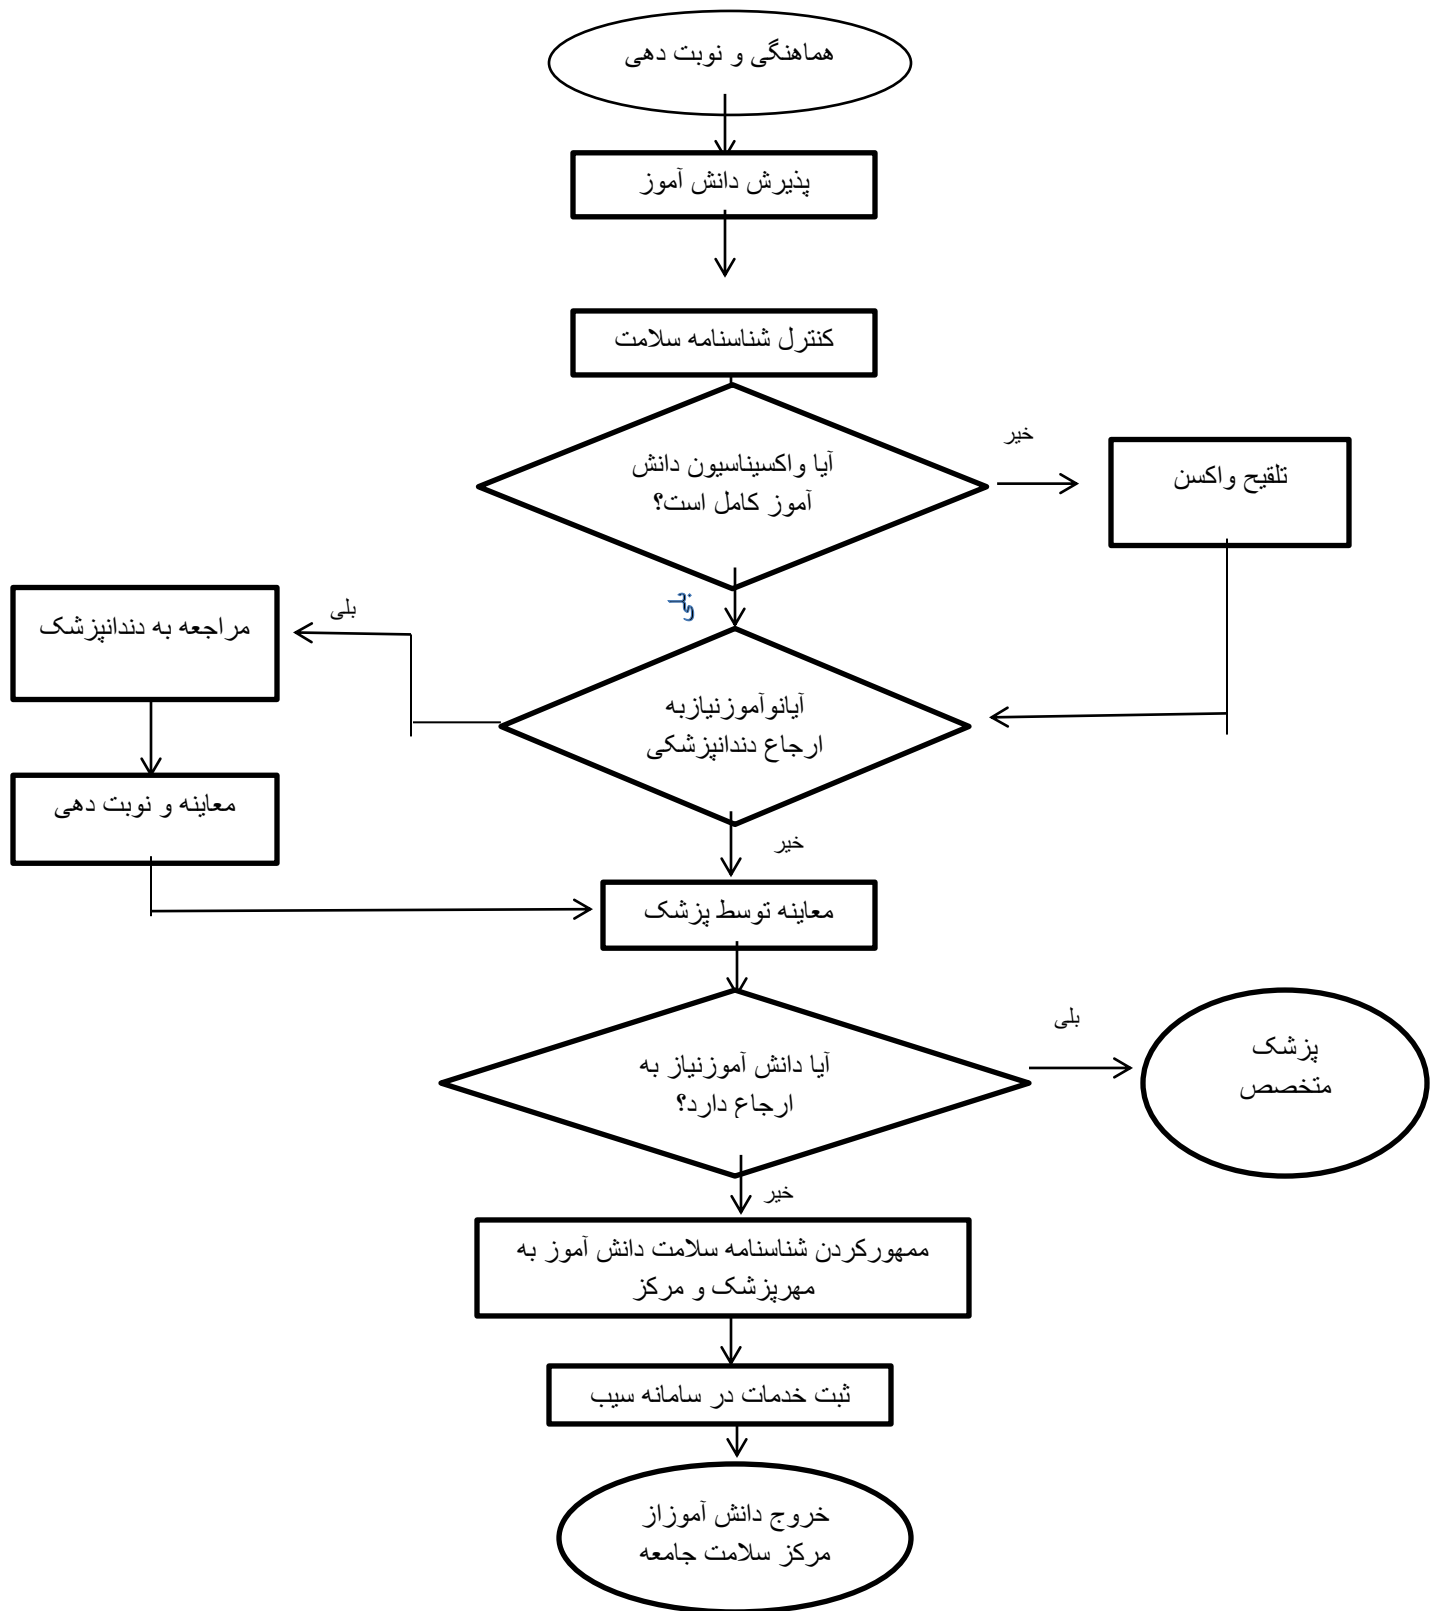 هماهنگی و نوبت دهی
پذیرش دانش آموز
کنترل شناسنامه سلامت
آیا واکسیناسیون دانش
آموز کامل است؟
خیر
تلقیح واکسن
بلی
آیانوآموزنیازبه
ارجاع دندانپزشکی
بلی
مراجعه به دندانپزشک
معاینه و نوبت دهی
خیر
معاینه توسط پزشک
آیا دانش آموزنیاز به
ارجاع دارد؟
بلی
پزشک
متخصص
خیر
ممهورکردن شناسنامه سلامت دانش آموز به
مهرپزشک و مرکز
ثبت خدمات در سامانه سیب
خروج دانش آموزاز
مرکز سلامت جامعه